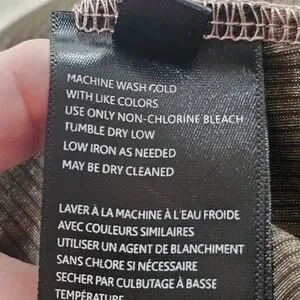 MACHINE WASH COLD
WITH LIKE COLORS
USE ONLY NON-CHLORINE BLEACH
TUMBLE DRY LOW
LOW IRON AS NEEDED
MAY BE DRY CLEANED
LAVER À LA MACHINE À L'EAU FROIDE
AVEC COULEURS SIMILAIRES
UTILISER UN AGENT DE BLANCHIMENT
SANS CHLORE SI NÉCESSAIRE
SECHER PAR CULBUTAGE À BASSE
TEMPÉRATURE